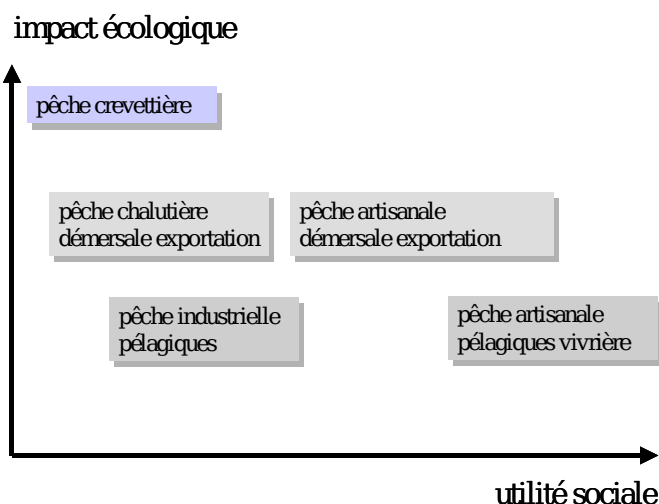 impact écologique
pêche crevettière
pêche chalutière
démersale exportation
pêche artisanale
démersale exportation
pêche industrielle
pélagiques
pêche artisanale
pélagiques vivrière
utilité sociale